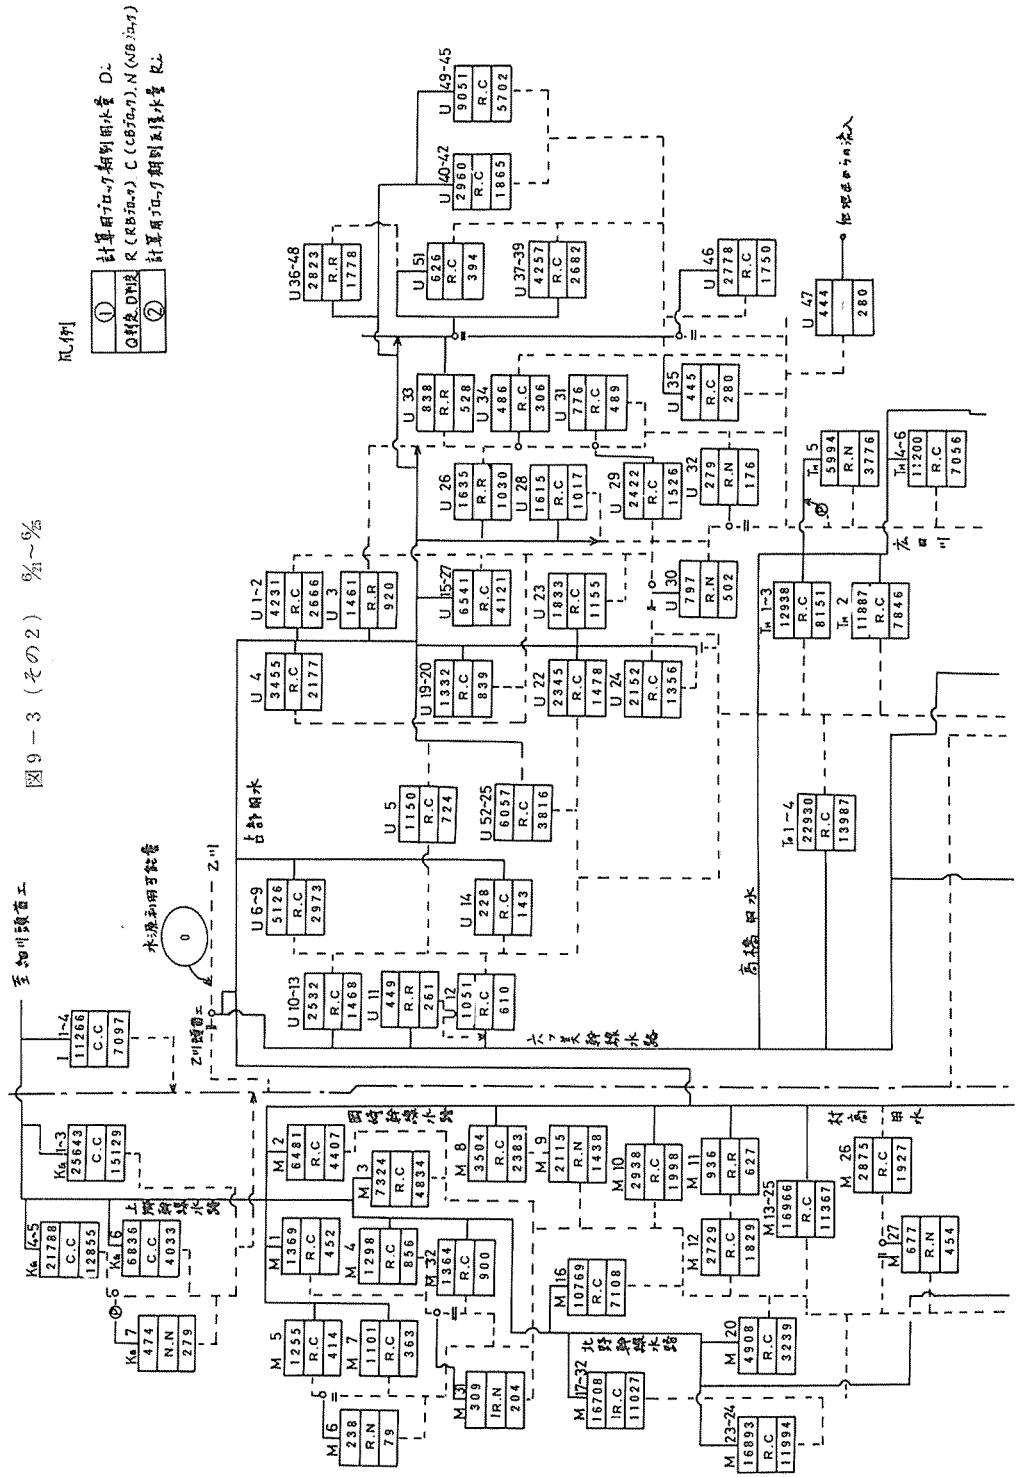 図9-3(その2) 6/21~6/25
凡例
①
Q判定 D判定
②
計算用ブロック期別用水量 Di
R(RBブロック) C(CBブロック) N(NBブロック)
計算用ブロック期別反復水量 Ri
至細川頭首工
水源利用可能量
0
乙川
乙川頭首工
占部用水
六ツ美幹線水路
高橋用水
広田川
他地区からの流入
上郷幹線水路
岡崎幹線水路
北野幹線水路
村高用水
I 1~4
11266
C.C
7097
Ka 1~3
25643
C.C
15129
Ka 4~5
21788
C.C
12855
Ka 6
6836
C.C
4033
Ka 7
474
N.N
279
P
M 1
1369
R.C
452
M 2
6481
R.C
4407
M 3
7324
R.C
4834
M 4
1298
R.C
856
M 32
1364
R.C
900
M 5
1255
R.C
414
M 7
1101
R.C
363
M 6
238
R.N
79
M 31
309
R.N
204
M 8
3504
R.C
2383
M 9
2115
R.N
1438
M 10
2938
R.C
1998
M 11
936
R.R
627
M 12
2729
R.C
1829
M 13~25
16966
R.C
11367
M 16
10769
R.C
7108
M 17~32
16708
R.C
11027
M 20
4908
R.C
3239
M 23~24
16893
R.C
11994
M 26
2875
R.C
1927
M 27
677
R.N
454
U 10~13
2532
R.C
1468
U 11
449
R.R
261
U 12
1051
R.C
610
U 6~9
5126
R.C
2973
U 14
228
R.C
143
U 5
1150
R.C
724
U 52~25
6057
R.C
3816
U 4
3455
R.C
2177
U 19~20
1332
R.C
839
U 22
2345
R.C
1478
U 24
2152
R.C
1356
U 1~2
4231
R.C
2666
U 3
1461
R.R
920
U 15~27
6541
R.C
4121
U 23
1833
R.C
1155
U 30
797
R.N
502
U 26
1635
R.R
1030
U 28
1615
R.C
1017
U 29
2422
R.C
1526
U 32
279
R.N
176
U 33
838
R.R
528
U 34
486
R.C
306
U 31
776
R.C
489
U 35
445
R.C
280
U 36~48
2823
R.R
1778
U 51
626
R.C
394
U 37~39
4257
R.C
2682
U 46
2778
R.C
1750
U 47
444
-
280
U 40~42
2960
R.C
1865
U 49~45
9051
R.C
5702
To 1~4
22930
R.C
13987
TH 1~3
12938
R.C
8151
TH 2
11887
R.C
7846
TH 5
5994
R.N
3776
TH 4~6
11200
R.C
7056
P